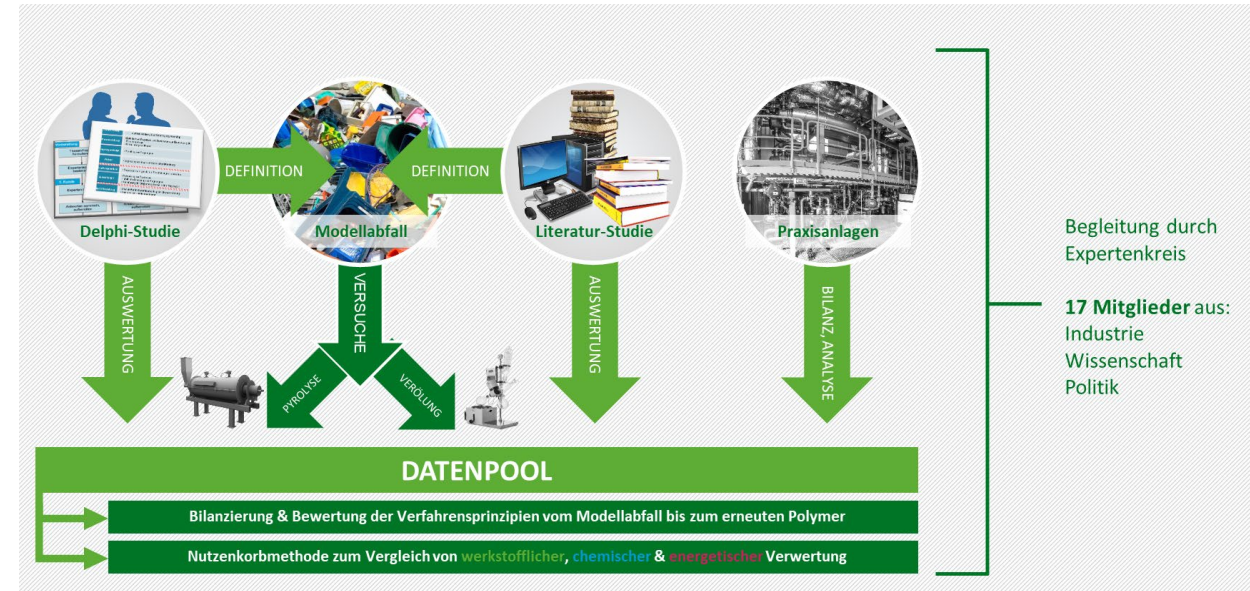 DEFINITION
DEFINITION
Delphi-Studie
Modellabfall
Literatur-Studie
Praxisanlagen
AUSWERTUNG
VERSUCHE
AUSWERTUNG
BILANZ, ANALYSE
PYROLYSE
VERÖLUNG
DATENPOOL
Bilanzierung & Bewertung der Verfahrensprinzipien vom Modellabfall bis zum erneuten Polymer
Nutzenkorbmethode zum Vergleich von werkstofflicher, chemischer & energetischer Verwertung
Begleitung durch
Expertenkreis
17 Mitglieder aus:
Industrie
Wissenschaft
Politik